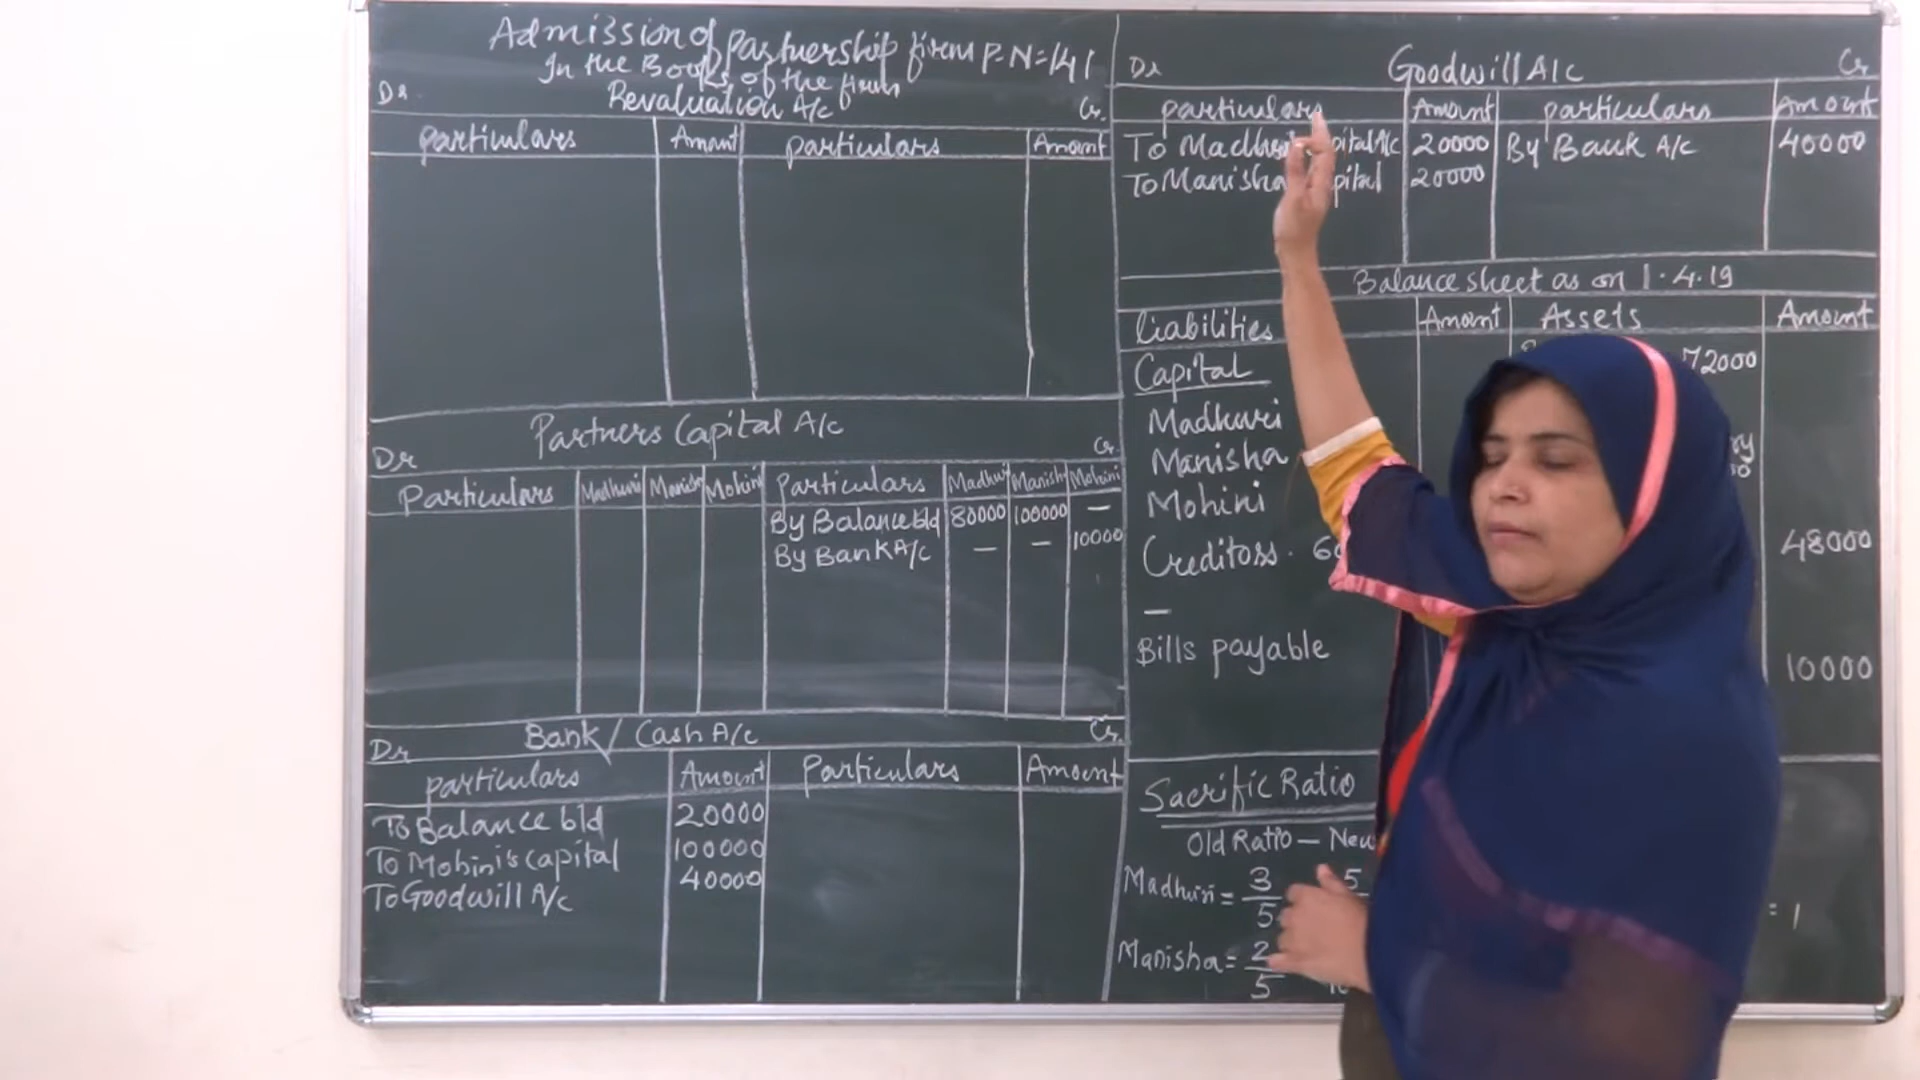 Admission of Partnership firm P-N=141
In the Books of the firm
Revaluation A/c
Dr Cr.
particulars Amount particulars Amount
Partners Capital A/c
Dr Cr.
Particulars Madhuri Manisha Mohini Particulars Madhuri Manisha Mohini
By Balance b/d 80000 100000 —
By Bank A/c — — 10000
Bank / Cash A/c
Dr Cr.
particulars Amount Particulars Amount
To Balance b/d 20000
To Mohini's capital 100000
To Goodwill A/c 40000
Dr Goodwill A/c Cr
particulars Amount particulars Amount
To Capital A/c 20000 By Bank A/c 40000
To Manisha 20000
Balance sheet as on 1.4.19
Liabilities Amount Assets Amount
Capital 72000
Madhuri
Manisha
Mohini
Creditoss. 48000
—
Bills payable 10000
Sacrific Ratio
Old Ratio — New
Madhuri = 3/5 5 = 1
Manisha = 2/5